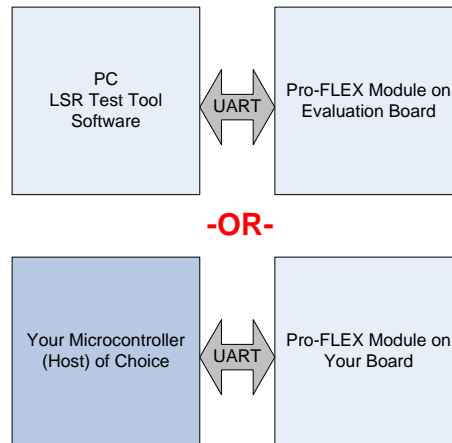 PC
LSR Test Tool
Software
UART
Pro-FLEX Module on
Evaluation Board
-OR-
Your Microcontroller
(Host) of Choice
UART
Pro-FLEX Module on
Your Board